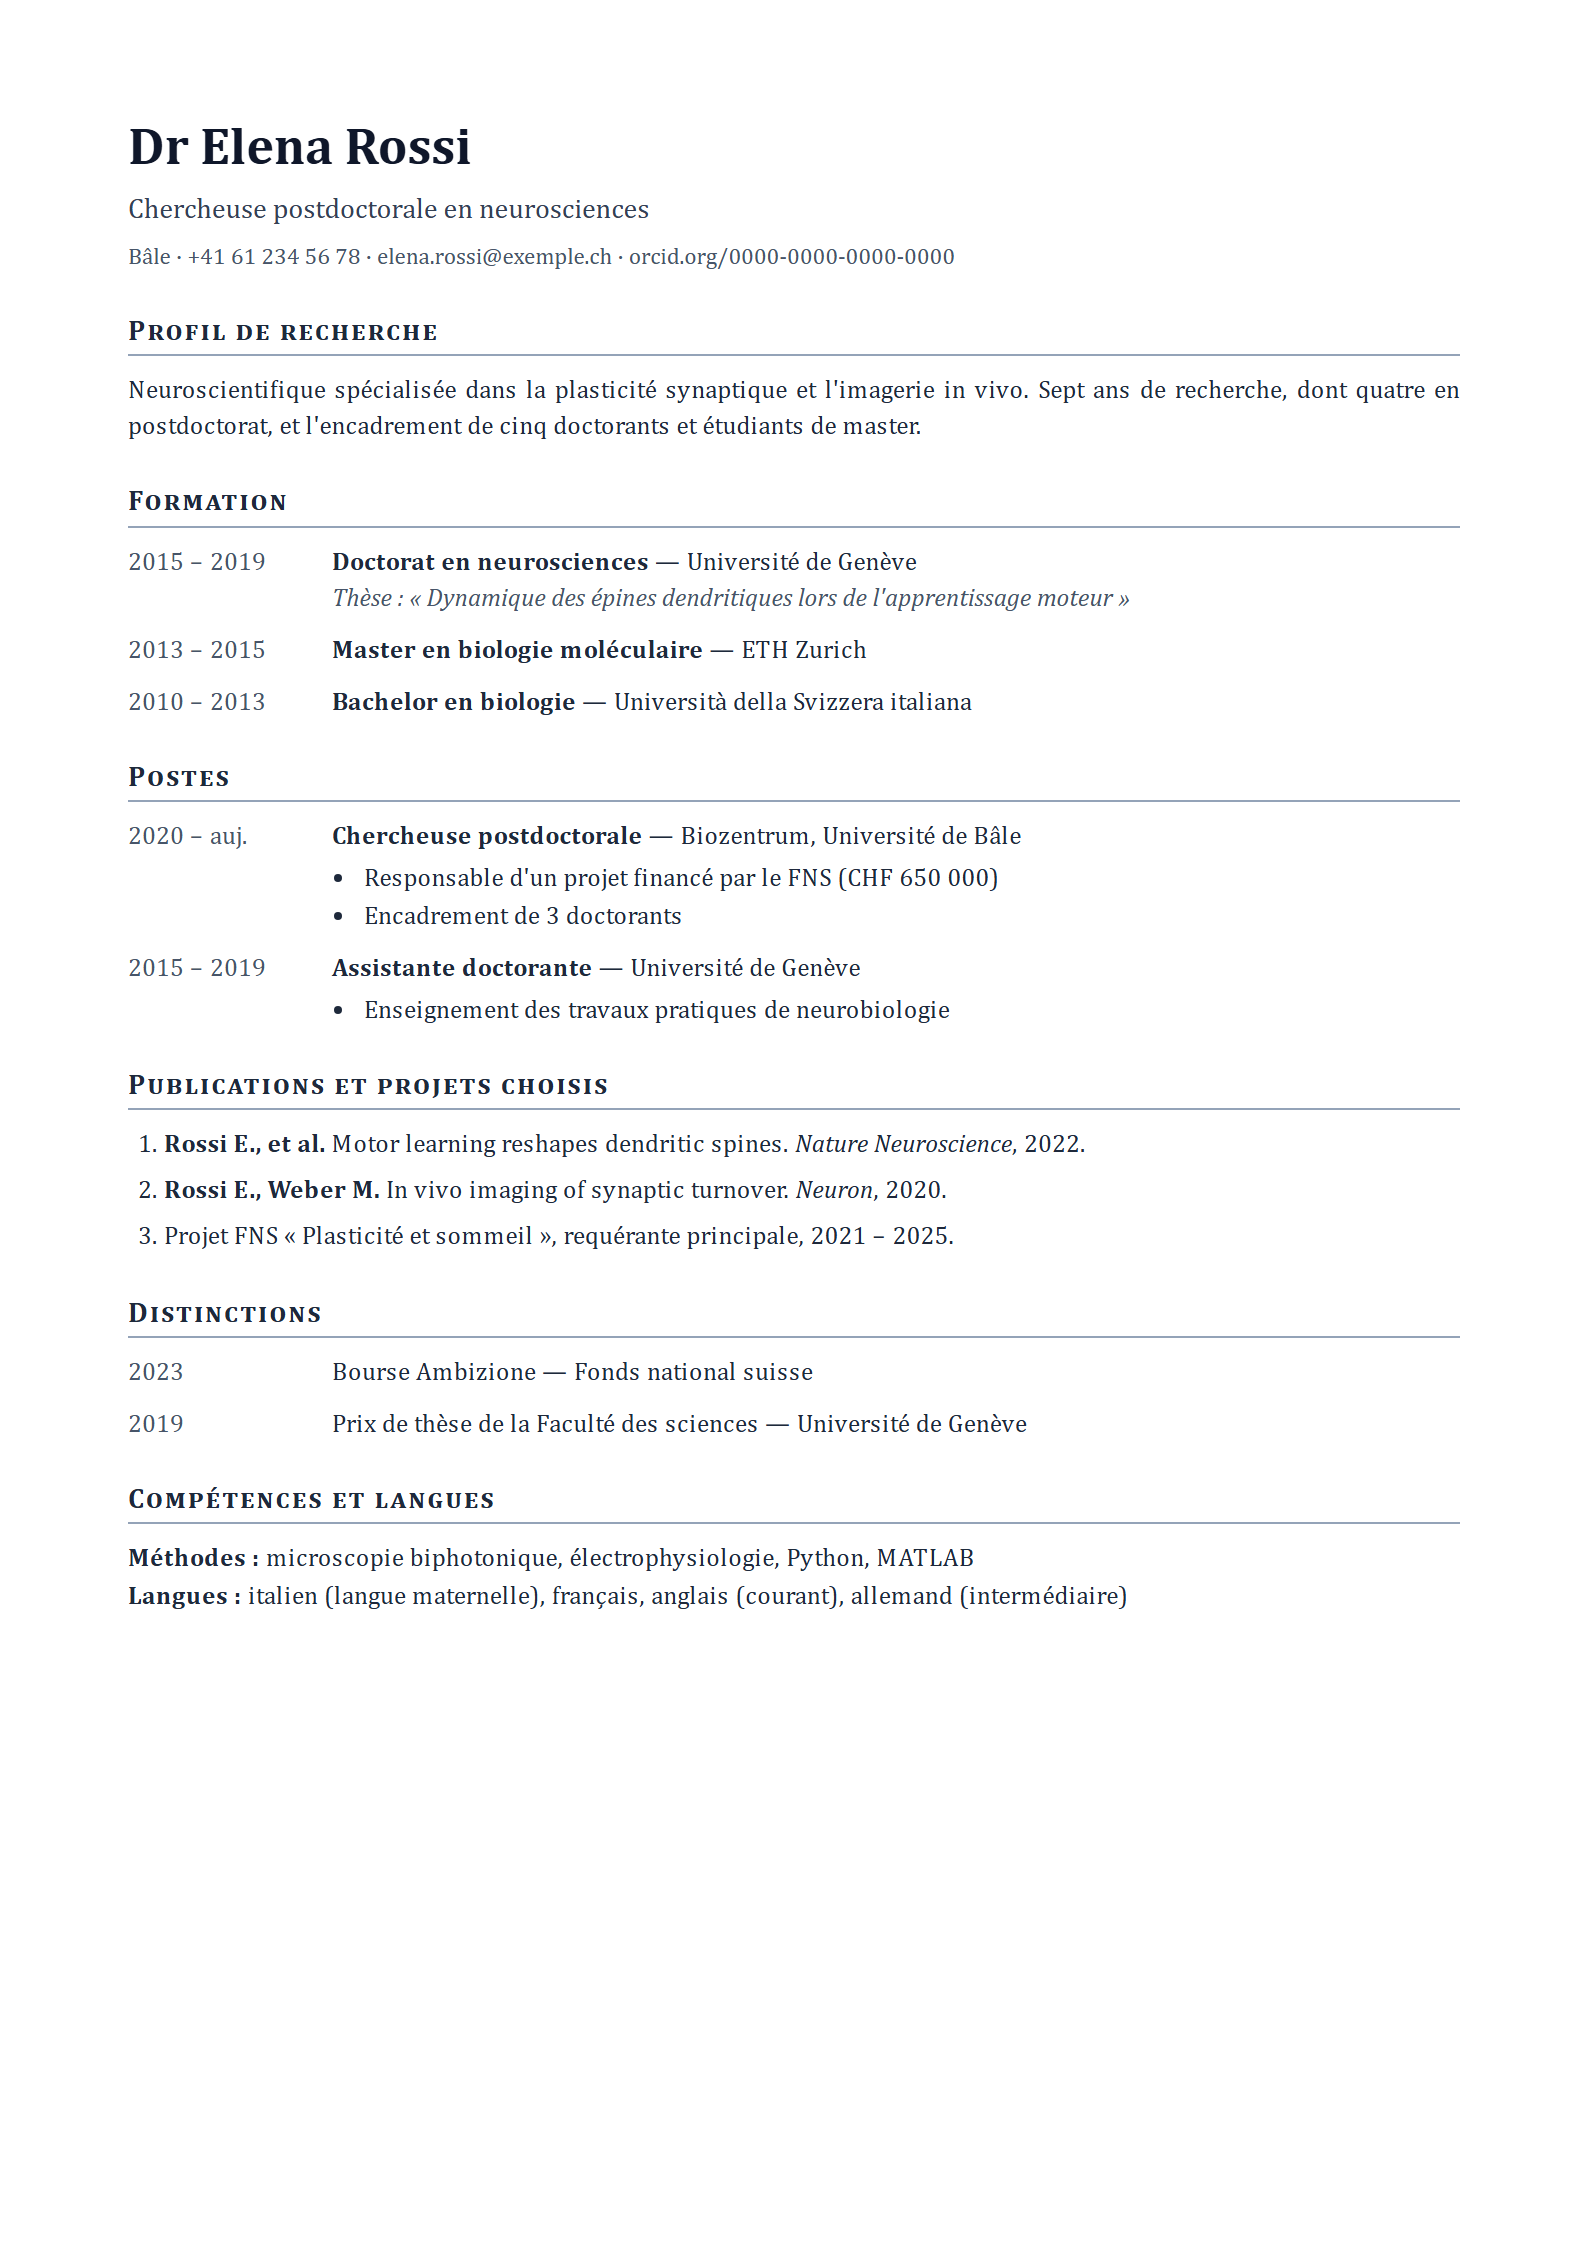 Dr Elena Rossi
Chercheuse postdoctorale en neurosciences
Bâle · +41 61 234 56 78 · elena.rossi@exemple.ch · orcid.org/0000-0000-0000-0000
Profil de recherche
Neuroscientifique spécialisée dans la plasticité synaptique et l'imagerie in vivo. Sept ans de recherche, dont quatre en
postdoctorat, et l'encadrement de cinq doctorants et étudiants de master.
Formation
2015 – 2019 Doctorat en neurosciences — Université de Genève
Thèse : « Dynamique des épines dendritiques lors de l'apprentissage moteur »
2013 – 2015 Master en biologie moléculaire — ETH Zurich
2010 – 2013 Bachelor en biologie — Università della Svizzera italiana
Postes
2020 – auj. Chercheuse postdoctorale — Biozentrum, Université de Bâle
• Responsable d'un projet financé par le FNS (CHF 650 000)
• Encadrement de 3 doctorants
2015 – 2019 Assistante doctorante — Université de Genève
• Enseignement des travaux pratiques de neurobiologie
Publications et projets choisis
1. Rossi E., et al. Motor learning reshapes dendritic spines. Nature Neuroscience, 2022.
2. Rossi E., Weber M. In vivo imaging of synaptic turnover. Neuron, 2020.
3. Projet FNS « Plasticité et sommeil », requérante principale, 2021 – 2025.
Distinctions
2023 Bourse Ambizione — Fonds national suisse
2019 Prix de thèse de la Faculté des sciences — Université de Genève
Compétences et langues
Méthodes : microscopie biphotonique, électrophysiologie, Python, MATLAB
Langues : italien (langue maternelle), français, anglais (courant), allemand (intermédiaire)